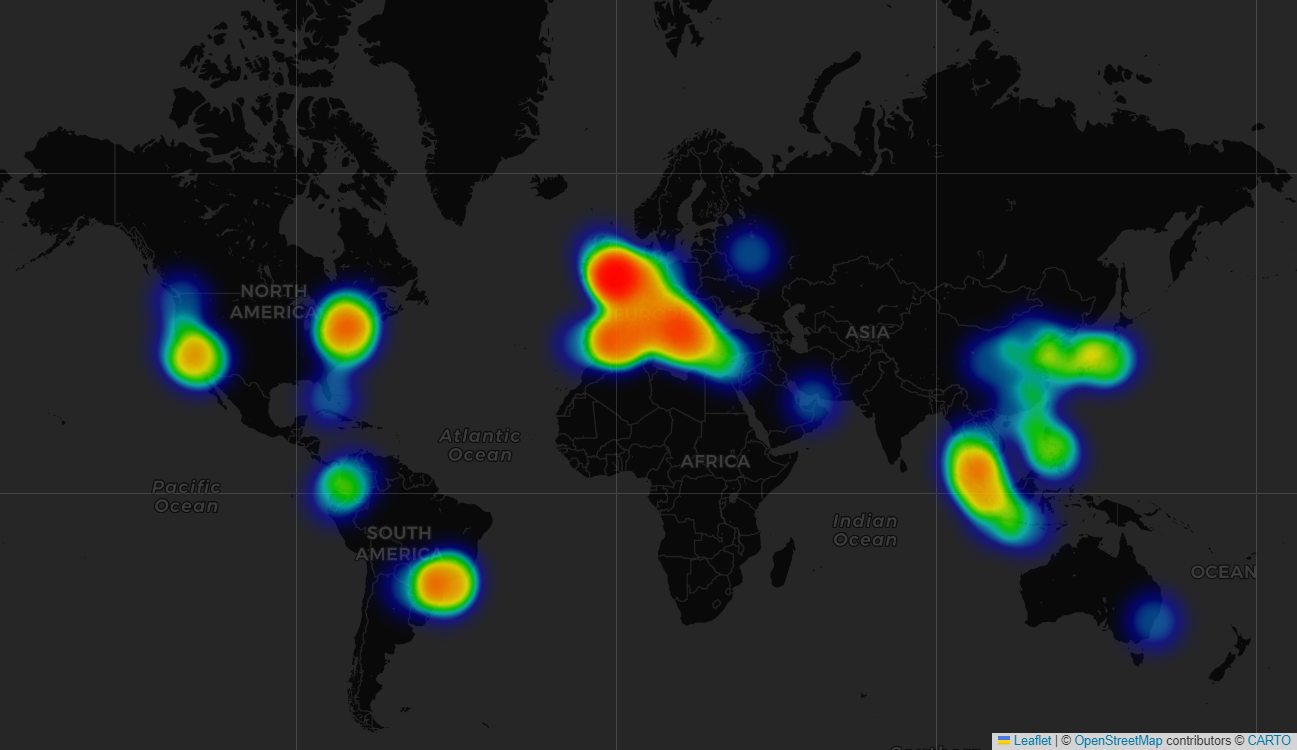 NORTH
AMERICA
ASIA
Atlantic
Ocean
AFRICA
Pacific
Ocean
SOUTH
AMERICA
Indian
Ocean
OCEAN
Leaflet | © OpenStreetMap contributors © CARTO